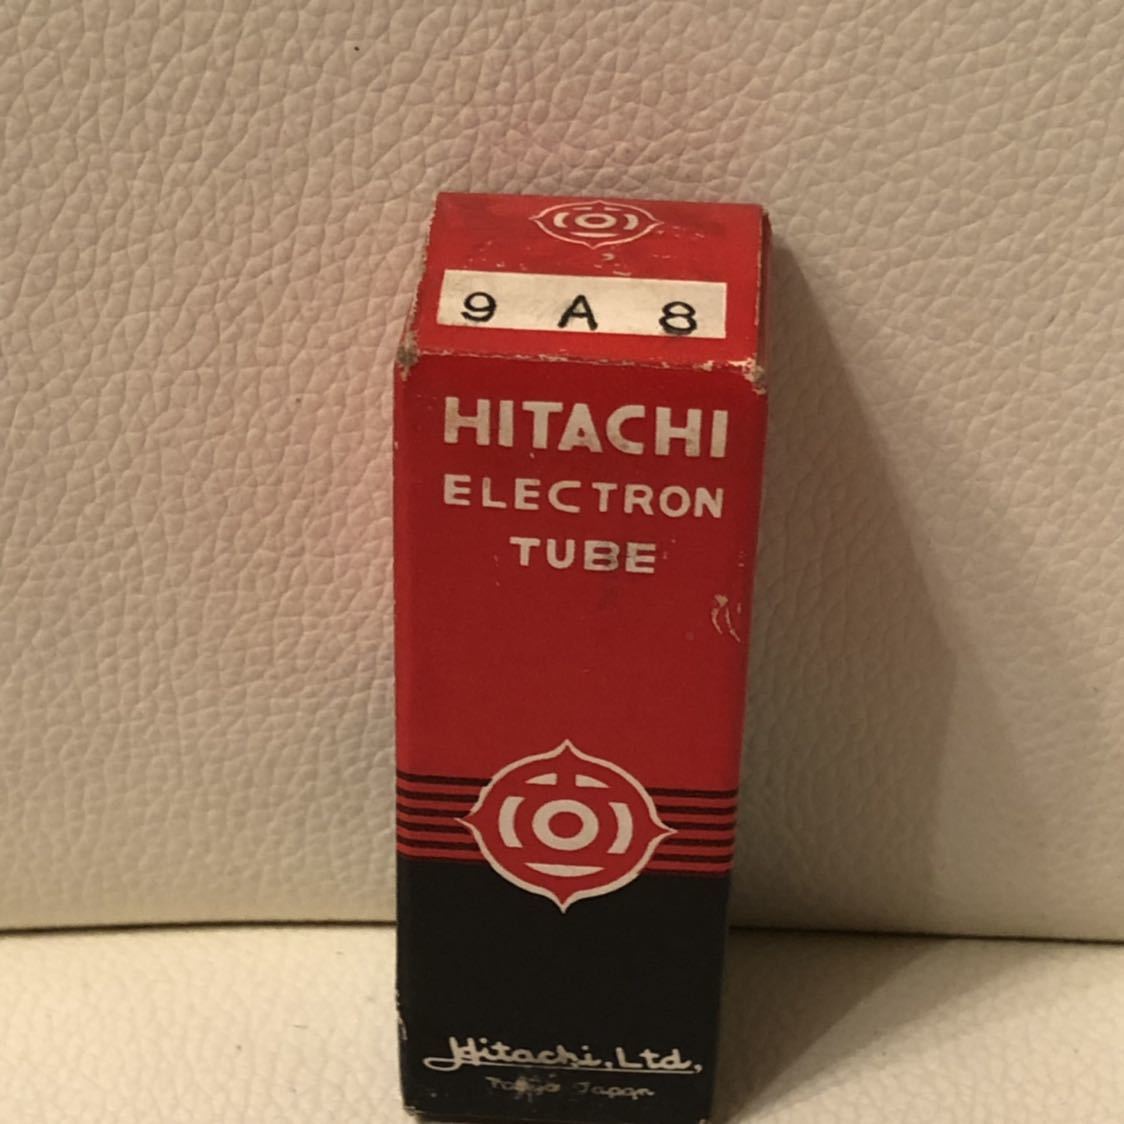 9 A 8
HITACHI
ELECTRON
TUBE
Hitachi, Ltd.,
Tokyo Japan